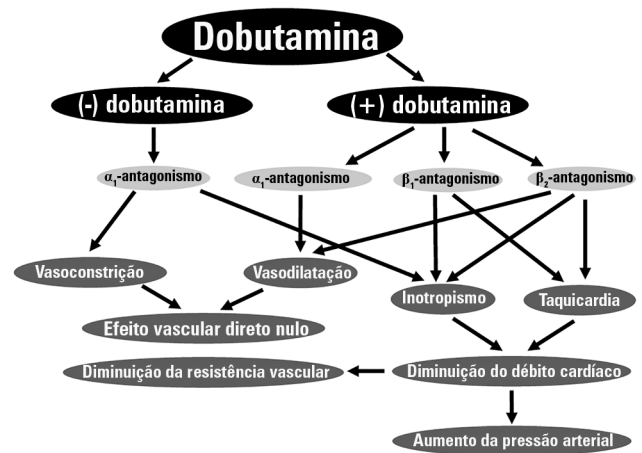 Dobutamina
(-) dobutamina
(+) dobutamina
α₁-antagonismo
α₁-antagonismo
β₁-antagonismo
β₂-antagonismo
Vasoconstrição
Vasodilatação
Inotropismo
Taquicardia
Efeito vascular direto nulo
Diminuição da resistência vascular
Diminuição do débito cardíaco
Aumento da pressão arterial